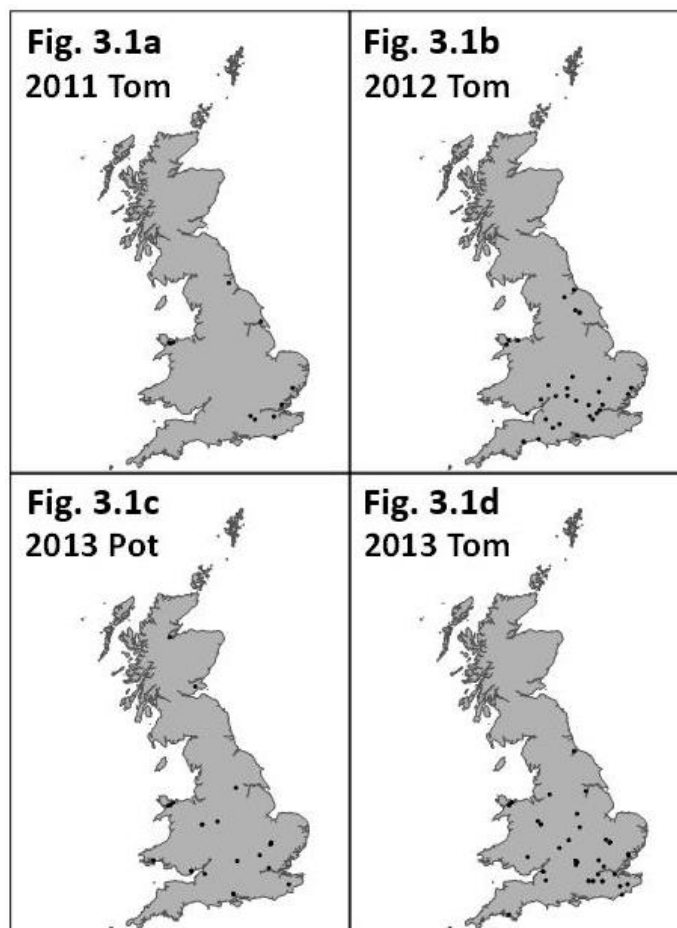 Fig. 3.1a
2011 Tom
Fig. 3.1b
2012 Tom
Fig. 3.1c
2013 Pot
Fig. 3.1d
2013 Tom